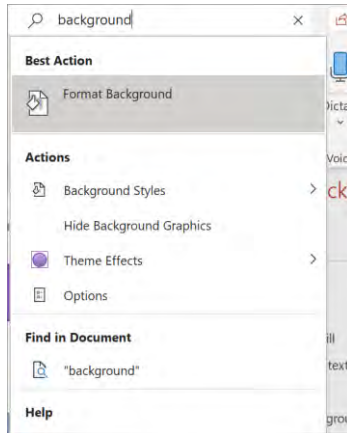 background
Best Action
Format Background
Actions
Background Styles
Hide Background Graphics
Theme Effects
Options
Find in Document
"background"
Help